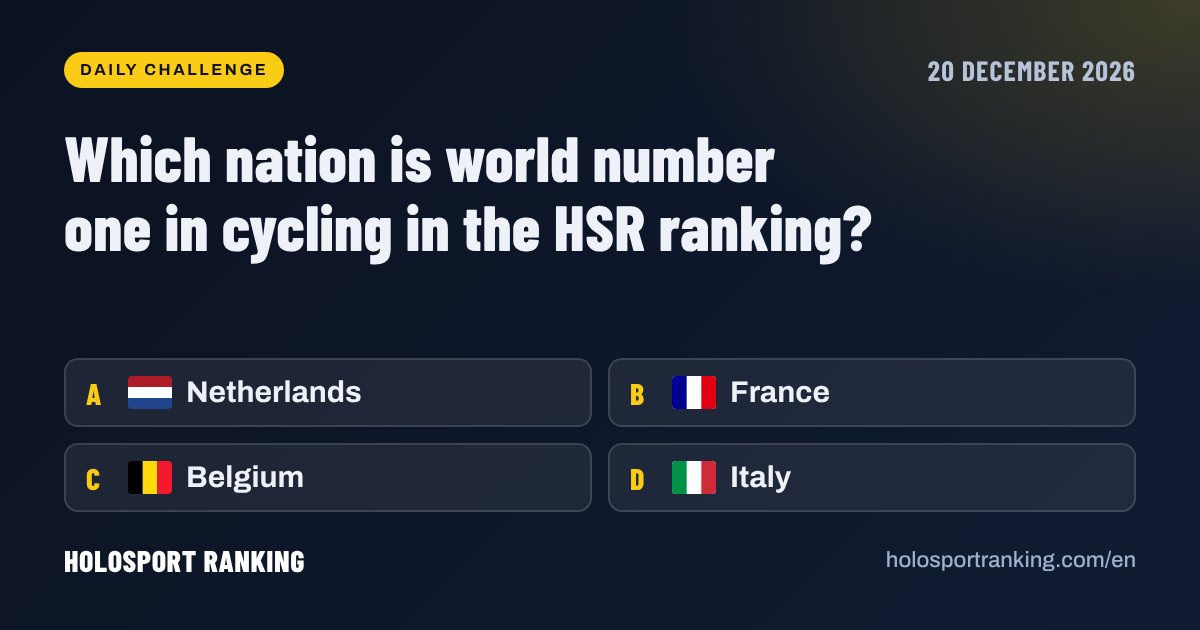 DAILY CHALLENGE
20 DECEMBER 2026
Which nation is world number
one in cycling in the HSR ranking?
A Netherlands
B France
C Belgium
D Italy
HOLOSPORT RANKING
holosportranking.com/en